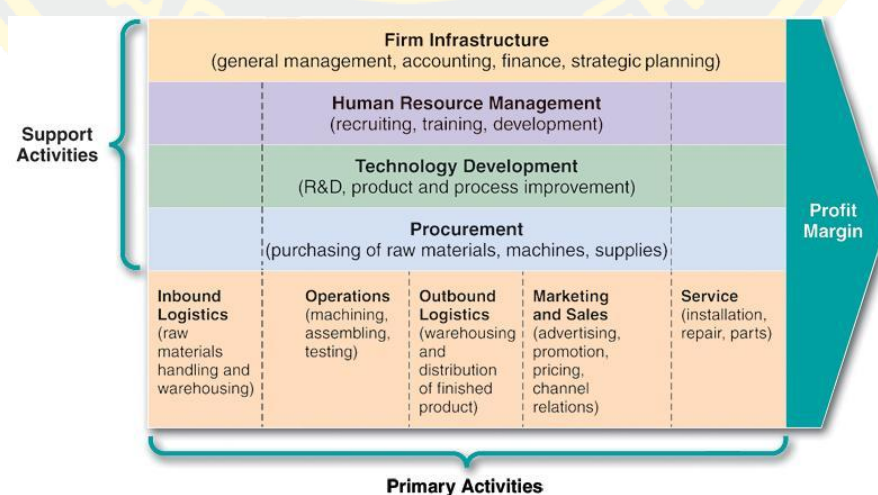 Firm Infrastructure
(general management, accounting, finance, strategic planning)
Human Resource Management
(recruiting, training, development)
Support
Activities
Technology Development
(R&D, product and process improvement)
Procurement
(purchasing of raw materials, machines, supplies)
Profit
Margin
Inbound
Logistics
(raw
materials
handling and
warehousing)
Operations
(machining,
assembling,
testing)
Outbound
Logistics
(warehousing
and
distribution
of finished
product)
Marketing
and Sales
(advertising,
promotion,
pricing,
channel
relations)
Service
(installation,
repair, parts)
Primary Activities